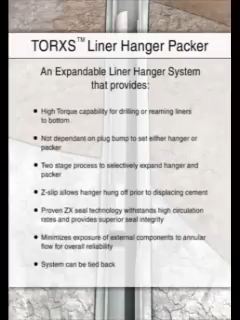 TORXS™ Liner Hanger Packer
An Expandable Liner Hanger System
that provides:
• High Torque capability for drilling or reaming liners
to bottom.
• Not dependant on plug bump to set either hanger or
packer
• Two stage process to selectively expand hanger and
packer
• Z-slip allows hanger hung off prior to displacing cement
• Proven ZX seal technology withstands high circulation
rates and provides superior seal integrity
• Minimizes exposure of external components to annular
flow for overall reliability
• System can be tied back